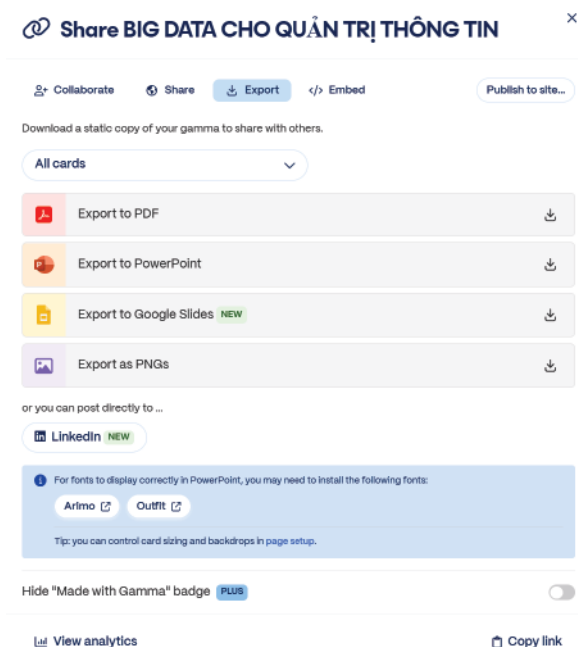 Share BIG DATA CHO QUẢN TRỊ THÔNG TIN
Collaborate Share Export </> Embed Publish to site...
Download a static copy of your gamma to share with others.
All cards
Export to PDF
Export to PowerPoint
Export to Google Slides NEW
Export as PNGs
or you can post directly to ...
LinkedIn NEW
For fonts to display correctly in PowerPoint, you may need to install the following fonts:
Arimo Outfit
Tip: you can control card sizing and backdrops in page setup.
Hide "Made with Gamma" badge PLUS
View analytics Copy link